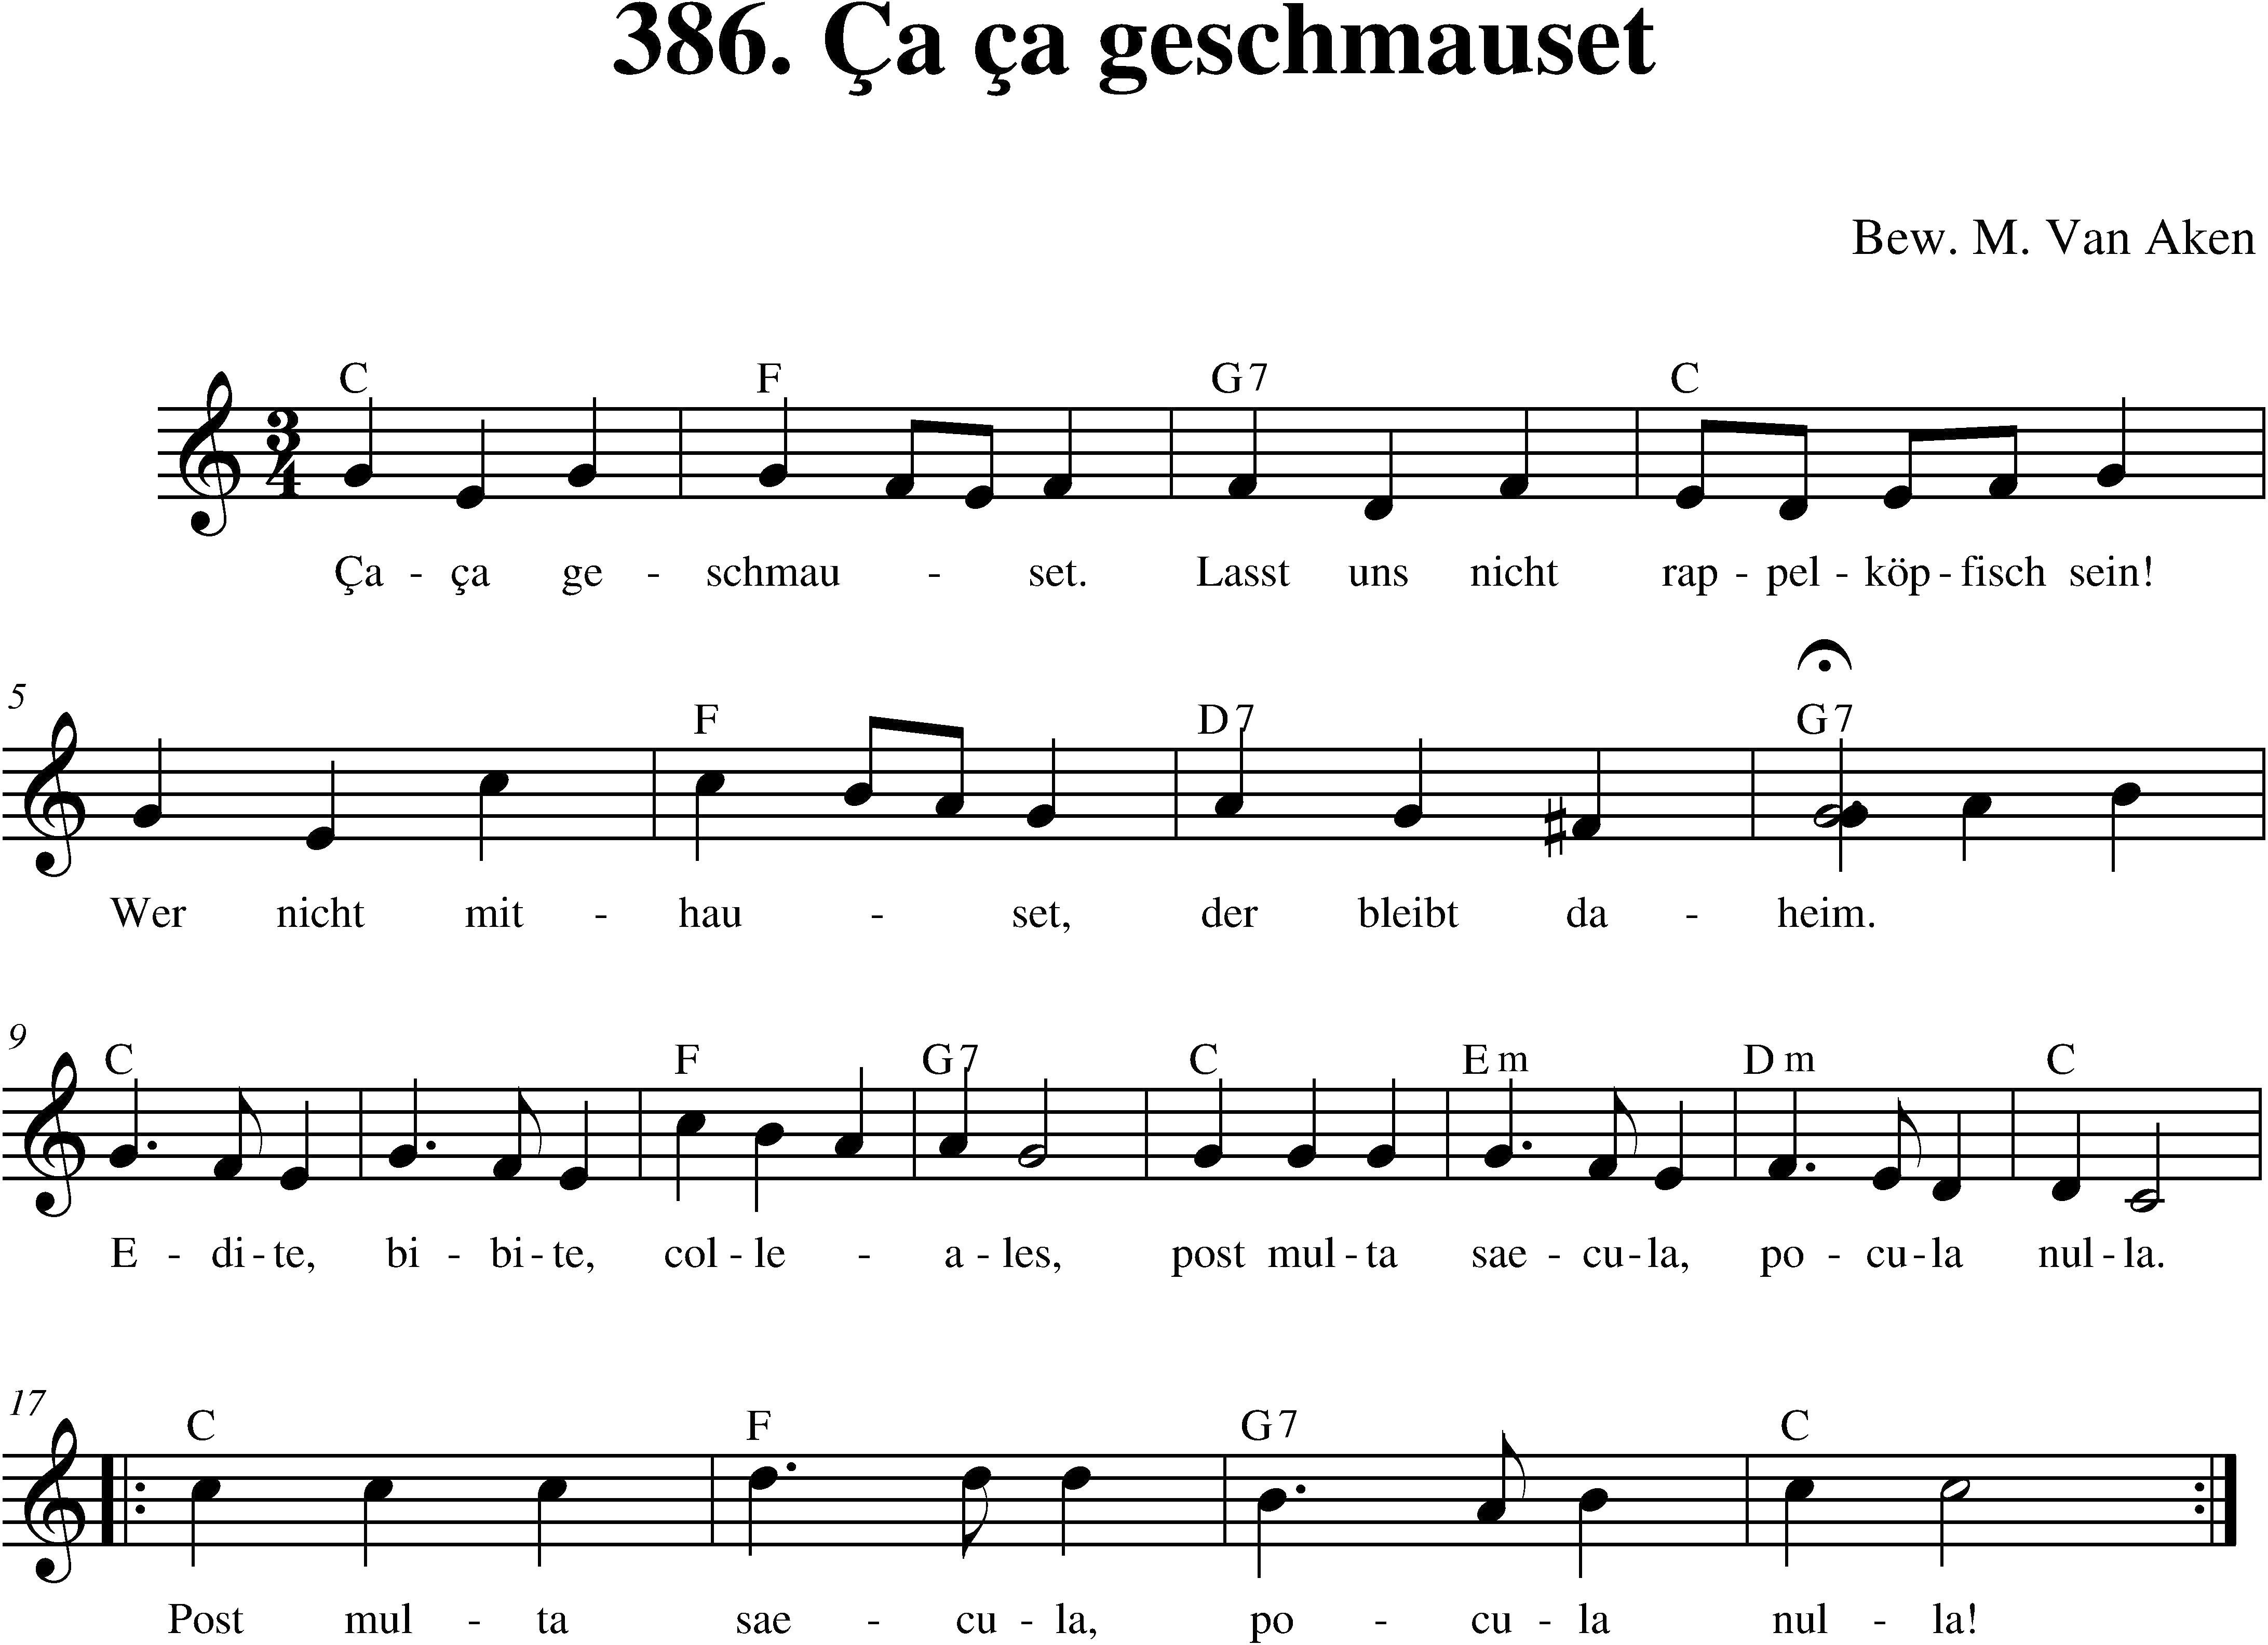 386. Ça ça geschmauset
Bew. M. Van Aken
C F G7 C
Ça - ça ge - schmau - set. Lasst uns nicht rap - pel - köp - fisch sein!
5
F D7 G7
Wer nicht mit - hau - set, der bleibt da - heim.
9
C F G7 C Em Dm C
E - di - te, bi - bi - te, col - le - a - les, post mul - ta sae - cu - la, po - cu - la nul - la.
17
C F G7 C
Post mul - ta sae - cu - la, po - cu - la nul - la!